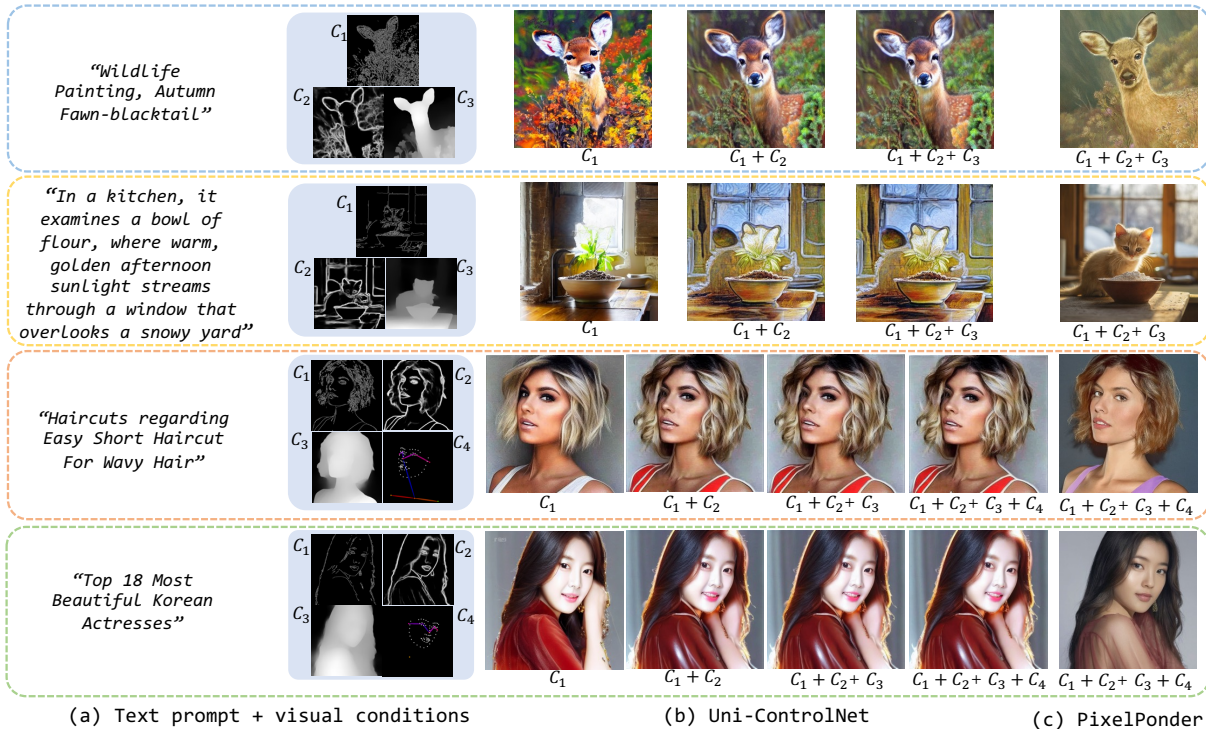 “Wildlife
Painting, Autumn
Fawn-blacktail”
C₁
C₂
C₃
C₁
C₁ + C₂
C₁ + C₂+ C₃
C₁ + C₂+ C₃
“In a kitchen, it
examines a bowl of
flour, where warm,
golden afternoon
sunlight streams
through a window that
overlooks a snowy yard”
C₁
C₂
C₃
C₁
C₁ + C₂
C₁ + C₂+ C₃
C₁ + C₂+ C₃
“Haircuts regarding
Easy Short Haircut
For Wavy Hair”
C₁
C₂
C₃
C₄
C₁
C₁ + C₂
C₁ + C₂+ C₃
C₁ + C₂+ C₃ + C₄
C₁ + C₂+ C₃ + C₄
“Top 18 Most
Beautiful Korean
Actresses”
C₁
C₂
C₃
C₄
C₁
C₁ + C₂
C₁ + C₂+ C₃
C₁ + C₂+ C₃ + C₄
C₁ + C₂+ C₃ + C₄
(a) Text prompt + visual conditions
(b) Uni-ControlNet
(c) PixelPonder